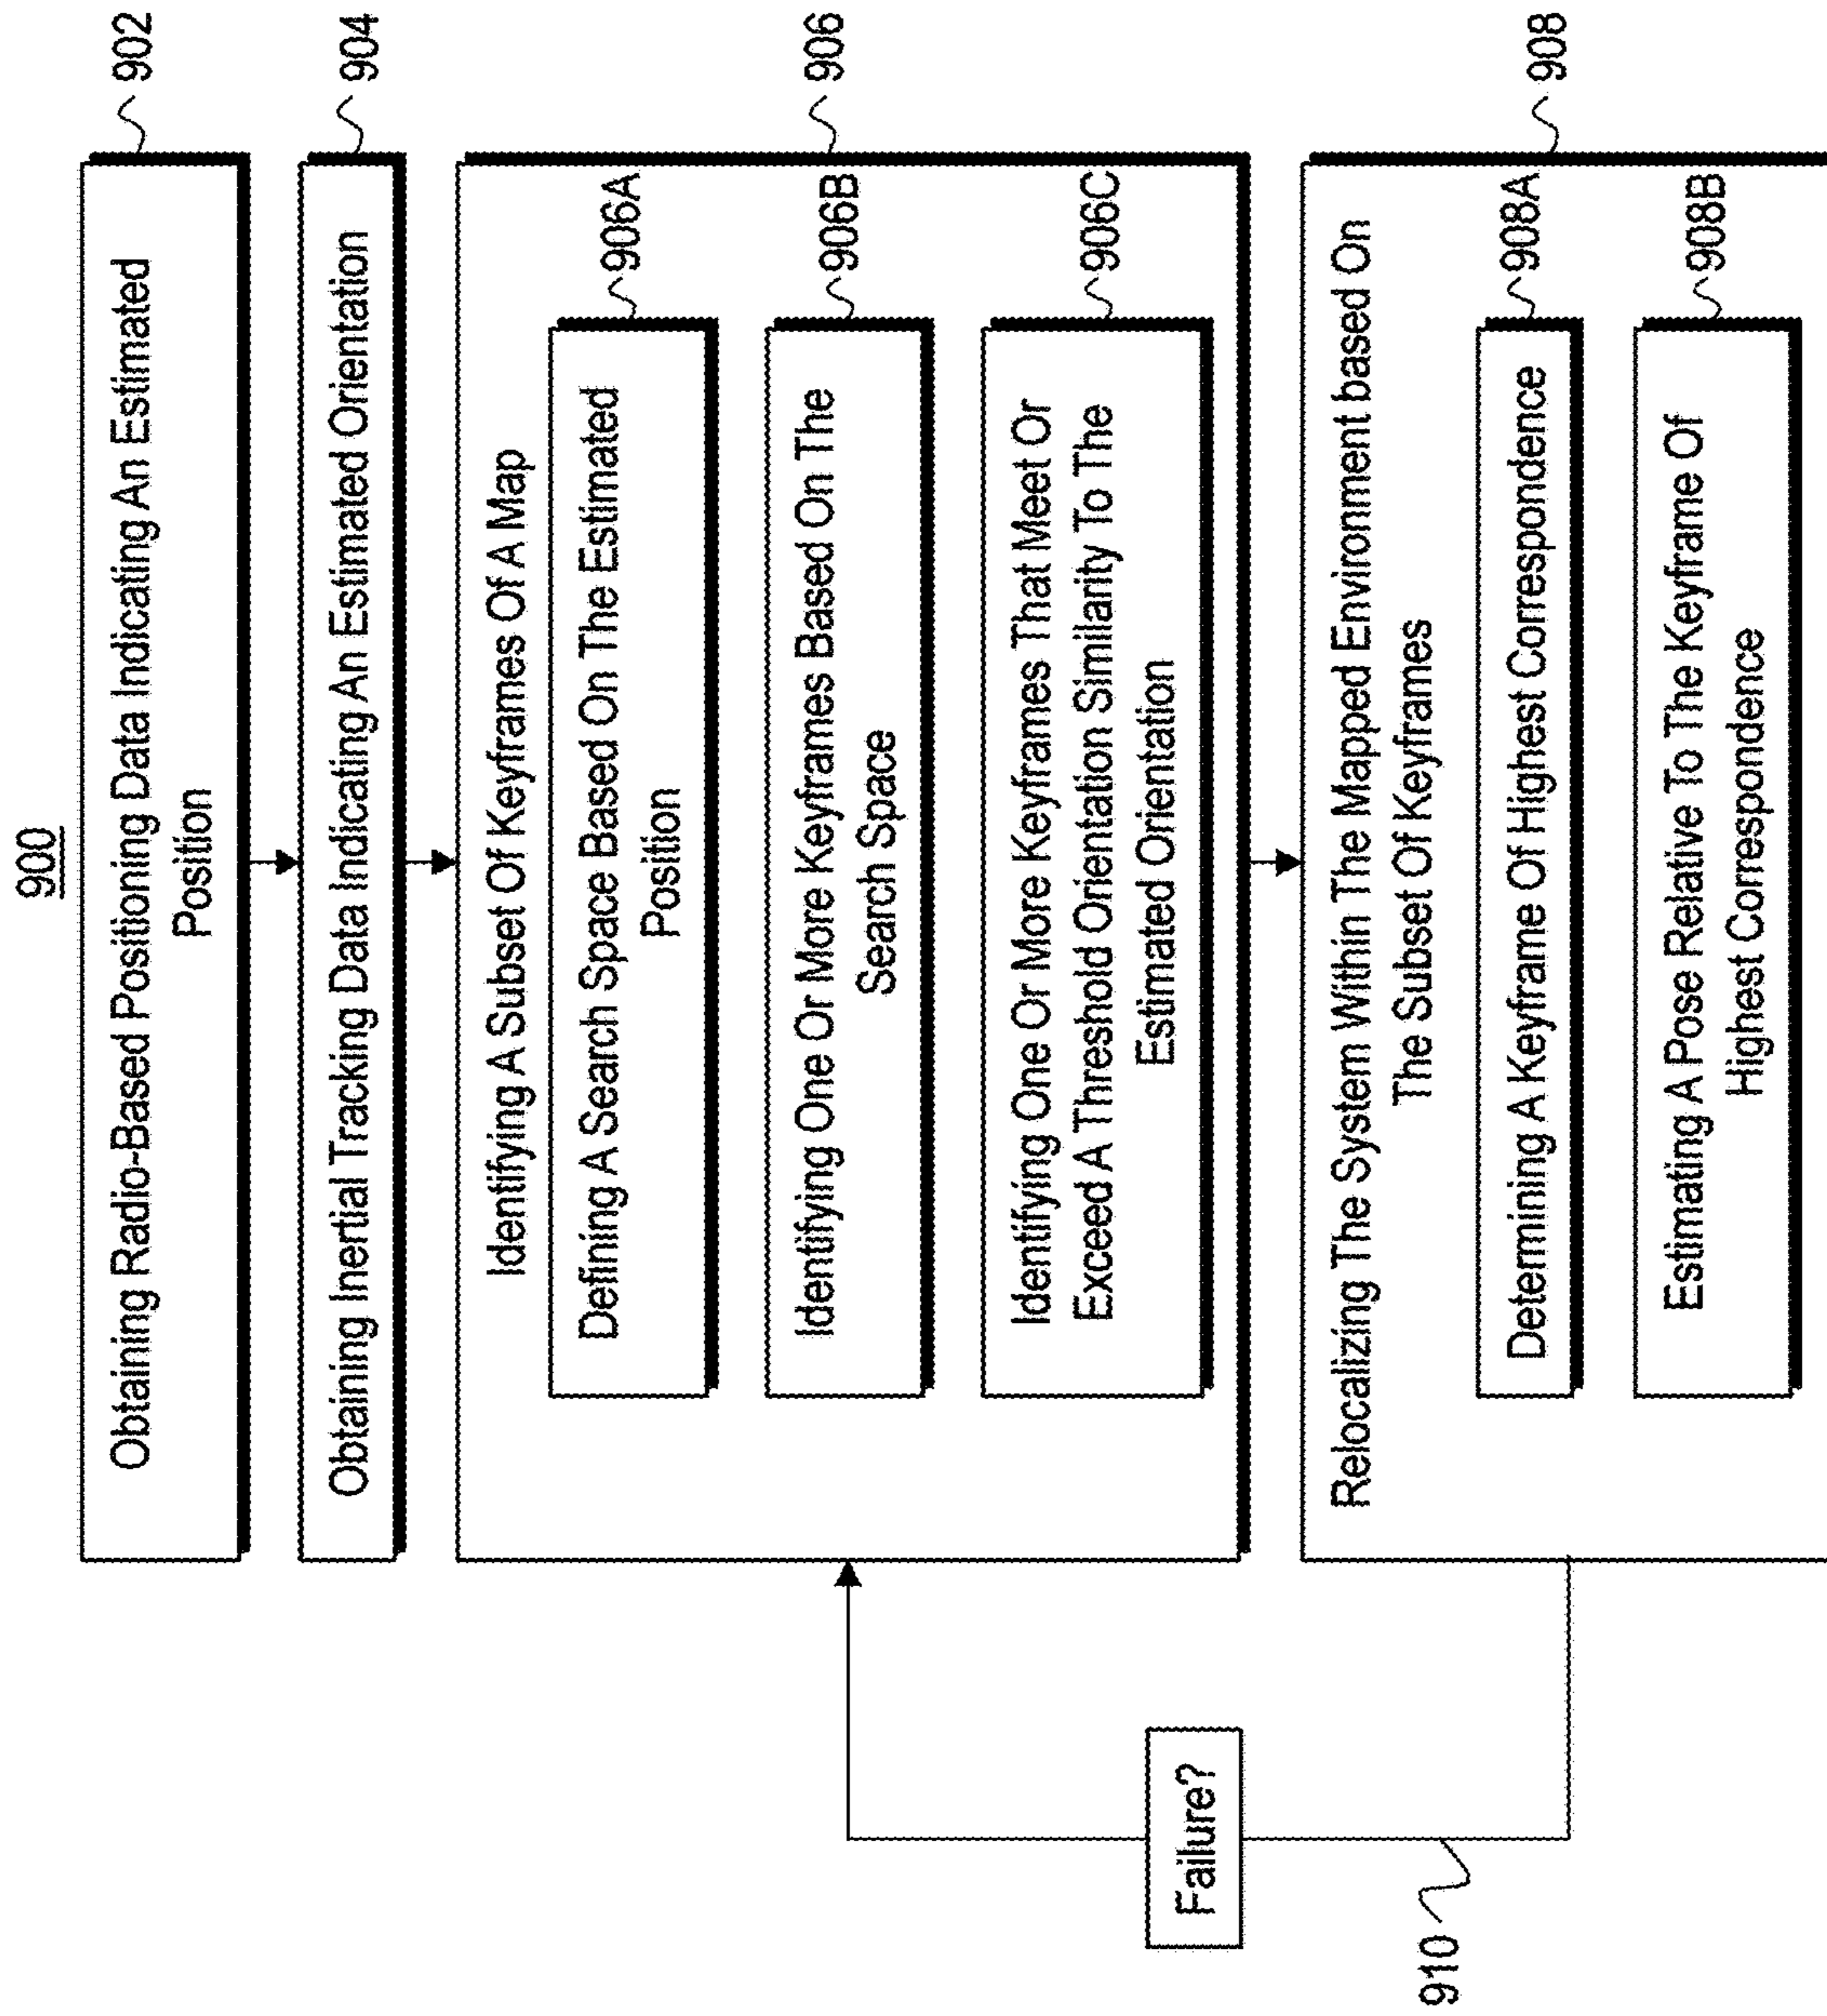 900
Obtaining Radio-Based Positioning Data Indicating An Estimated
Position
902
Obtaining Inertial Tracking Data Indicating An Estimated Orientation
904
Identifying A Subset Of Keyframes Of A Map
906
Defining A Search Space Based On The Estimated
Position
906A
Identifying One Or More Keyframes Based On The
Search Space
906B
Identifying One Or More Keyframes That Meet Or
Exceed A Threshold Orientation Similarity To The
Estimated Orientation
906C
Relocalizing The System Within The Mapped Environment based On
The Subset Of Keyframes
908
Determining A Keyframe Of Highest Correspondence
908A
Estimating A Pose Relative To The Keyframe Of
Highest Correspondence
908B
Failure?
910